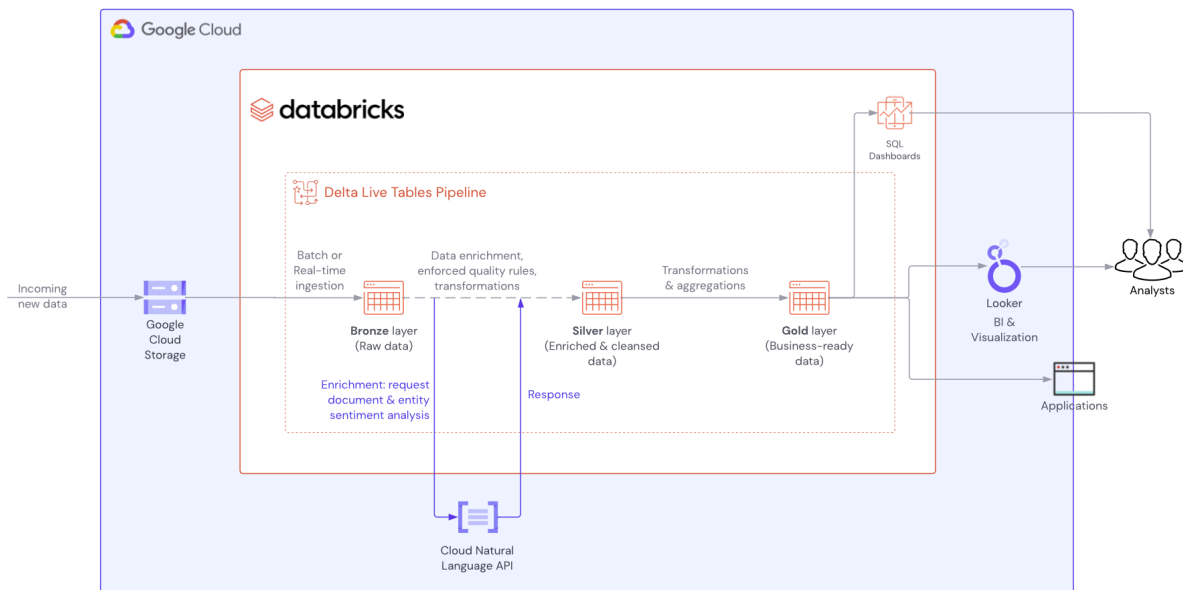 Google Cloud
databricks
SQL
Dashboards
Delta Live Tables Pipeline
Incoming
new data
Google
Cloud
Storage
Batch or
Real-time
ingestion
Bronze layer
(Raw data)
Data enrichment,
enforced quality rules,
transformations
Silver layer
(Enriched & cleansed
data)
Transformations
& aggregations
Gold layer
(Business-ready
data)
Enrichment: request
document & entity
sentiment analysis
Response
Cloud Natural
Language API
Looker
BI &
Visualization
Analysts
Applications